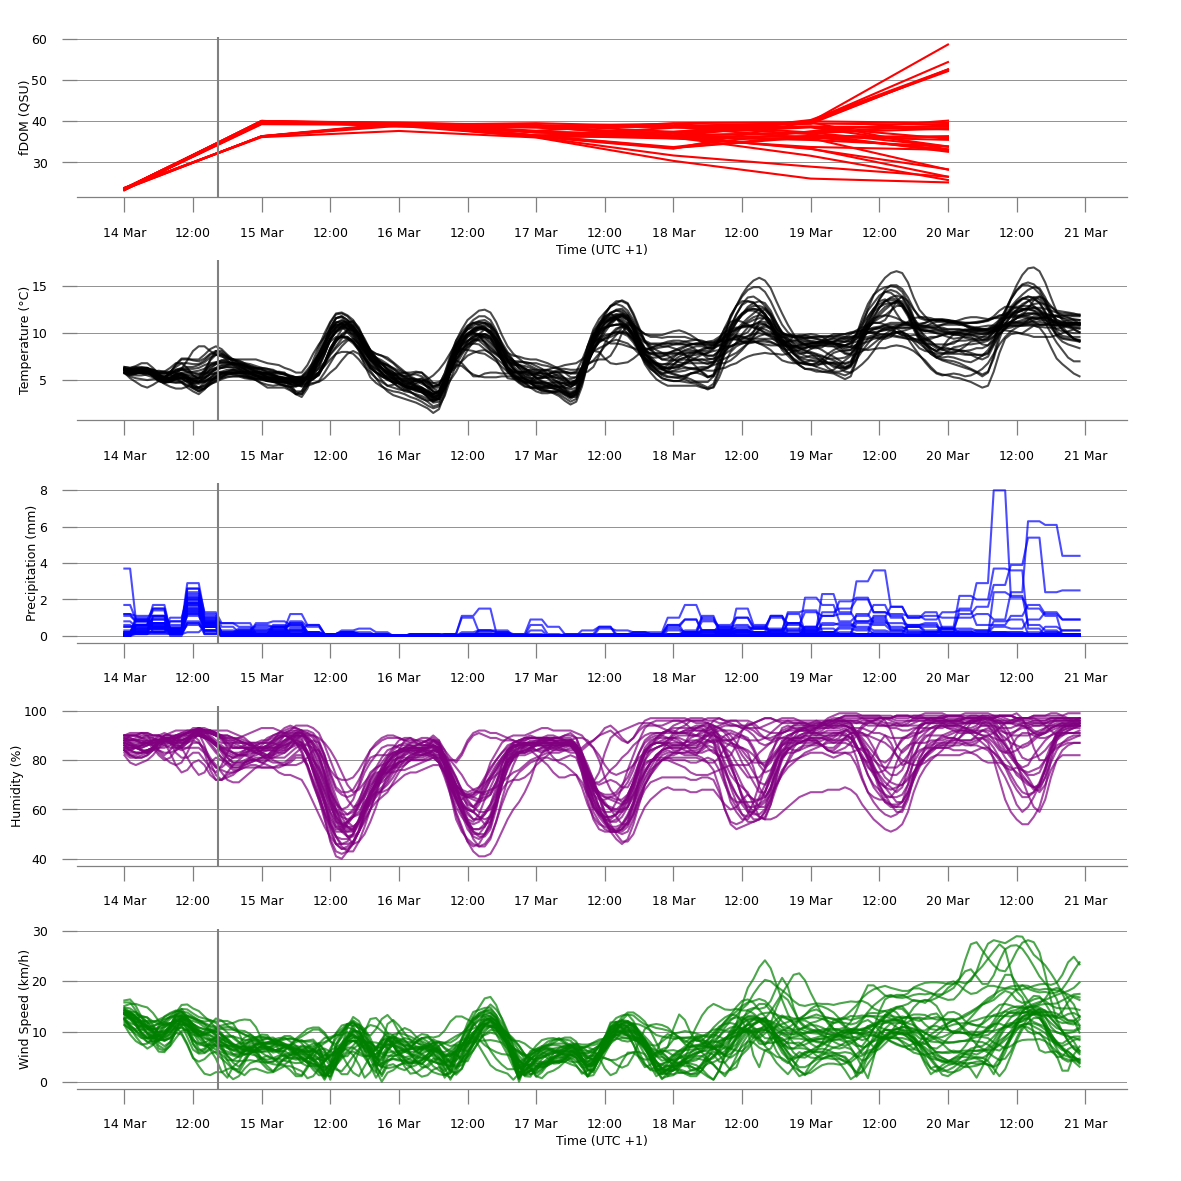 60
50
40
30
fDOM (QSU)
14 Mar 12:00 15 Mar 12:00 16 Mar 12:00 17 Mar 12:00 18 Mar 12:00 19 Mar 12:00 20 Mar 12:00 21 Mar
Time (UTC +1)
15
10
5
Temperature (°C)
14 Mar 12:00 15 Mar 12:00 16 Mar 12:00 17 Mar 12:00 18 Mar 12:00 19 Mar 12:00 20 Mar 12:00 21 Mar
8
6
4
2
0
Precipitation (mm)
14 Mar 12:00 15 Mar 12:00 16 Mar 12:00 17 Mar 12:00 18 Mar 12:00 19 Mar 12:00 20 Mar 12:00 21 Mar
100
80
60
40
Humidity (%)
14 Mar 12:00 15 Mar 12:00 16 Mar 12:00 17 Mar 12:00 18 Mar 12:00 19 Mar 12:00 20 Mar 12:00 21 Mar
30
20
10
0
Wind Speed (km/h)
14 Mar 12:00 15 Mar 12:00 16 Mar 12:00 17 Mar 12:00 18 Mar 12:00 19 Mar 12:00 20 Mar 12:00 21 Mar
Time (UTC +1)